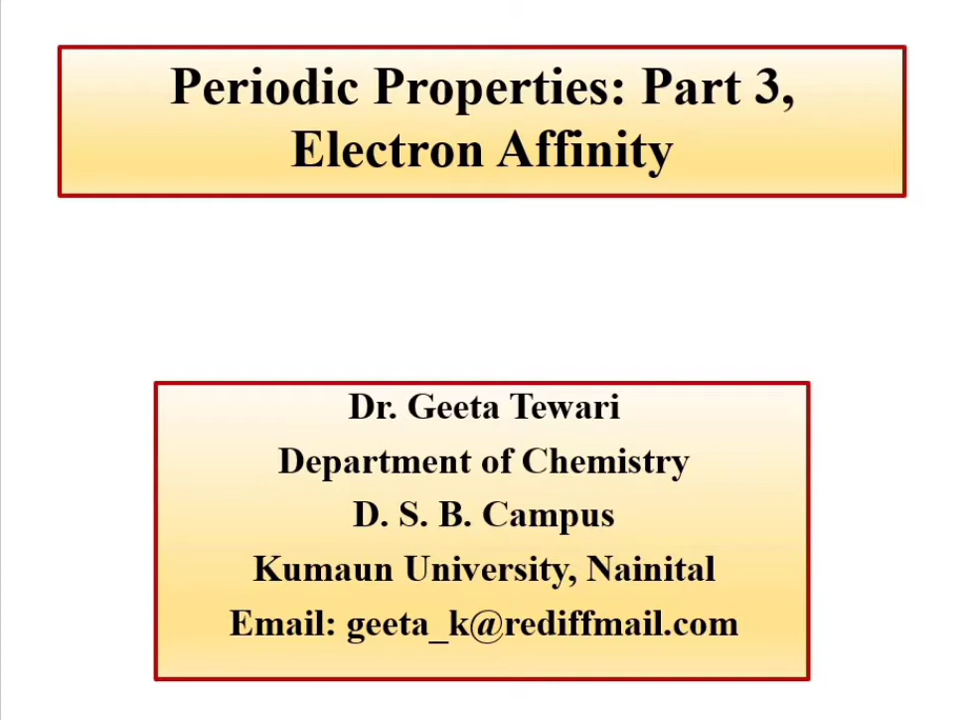 Periodic Properties: Part 3,
Electron Affinity
Dr. Geeta Tewari
Department of Chemistry
D. S. B. Campus
Kumaun University, Nainital
Email: geeta_k@rediffmail.com